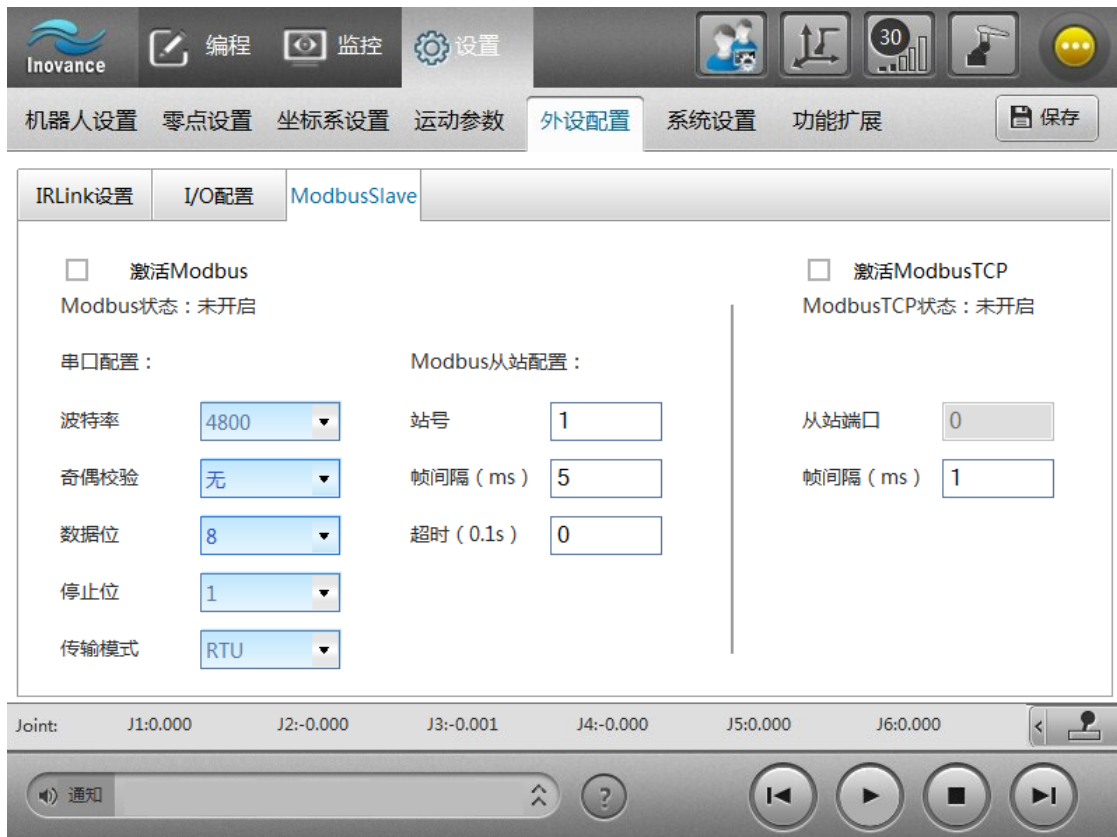 Inovance
编程
监控
设置
30
机器人设置 零点设置 坐标系设置 运动参数 外设配置 系统设置 功能扩展 保存
IRLink设置 I/O配置 ModbusSlave
激活Modbus
激活ModbusTCP
Modbus状态：未开启
ModbusTCP状态：未开启
串口配置：
Modbus从站配置：
波特率 4800 站号 1 从站端口 0
奇偶校验 无 帧间隔（ms） 5 帧间隔（ms） 1
数据位 8 超时（0.1s） 0
停止位 1
传输模式 RTU
Joint: J1:0.000 J2:-0.000 J3:-0.001 J4:-0.000 J5:0.000 J6:0.000
通知
?